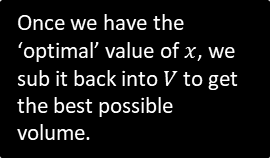 Once we have the
‘optimal’ value of 𝑥, we
sub it back into 𝑉 to get
the best possible
volume.